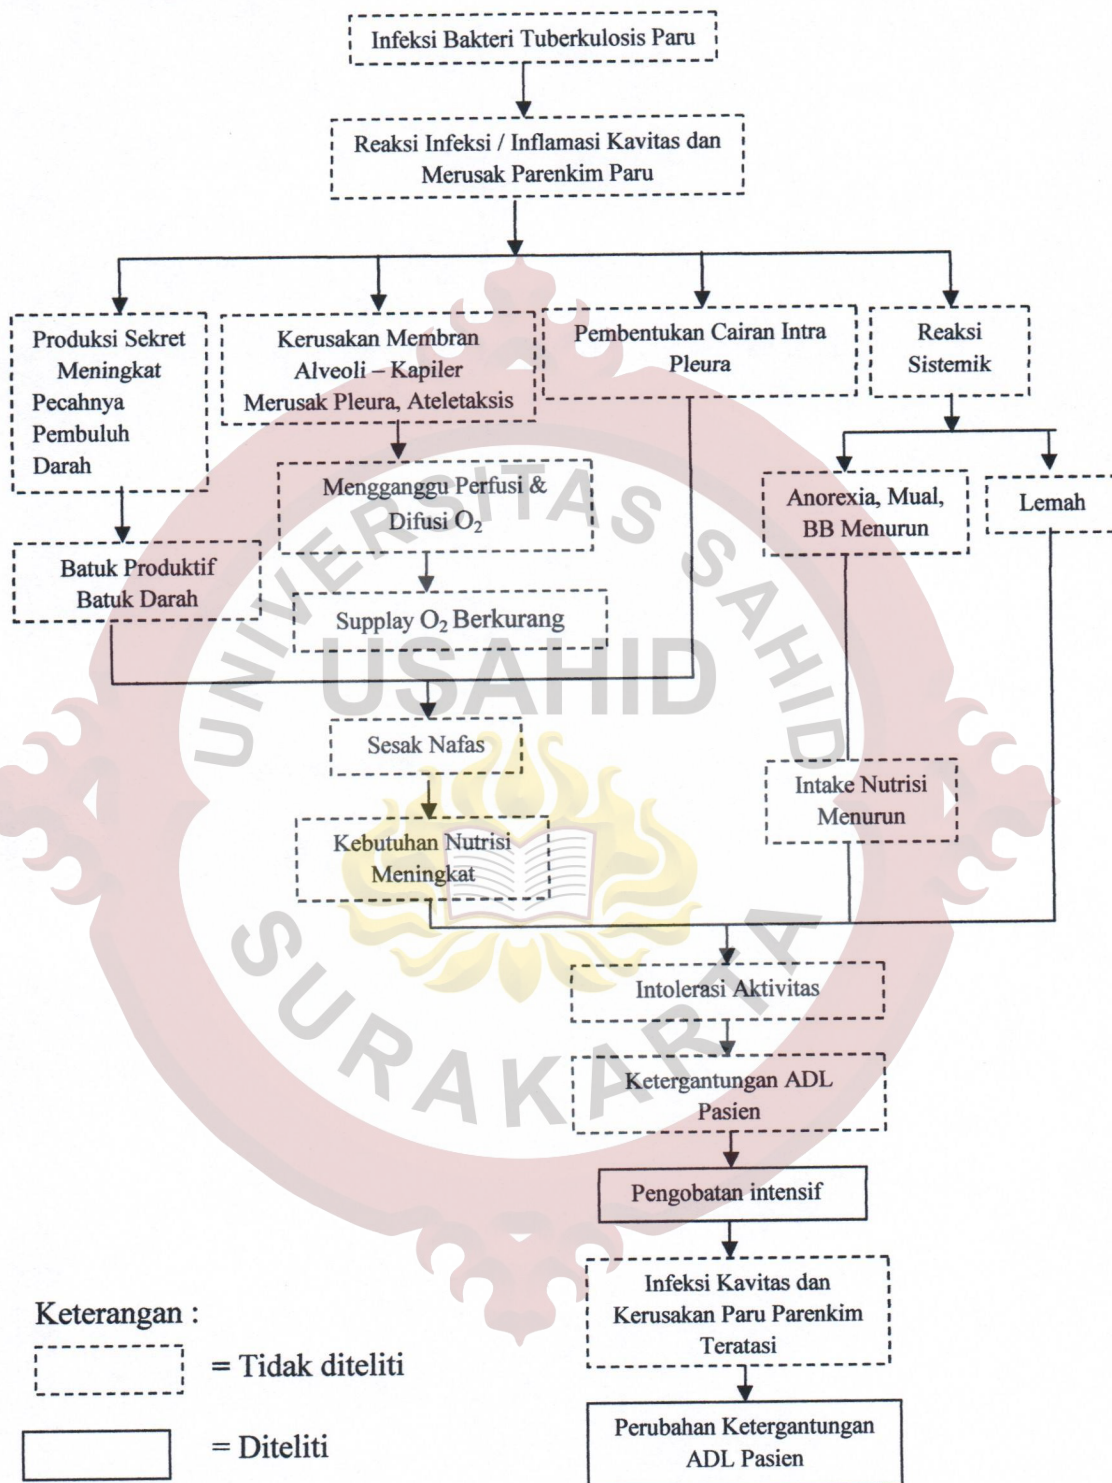 Infeksi Bakteri Tuberkulosis Paru
Reaksi Infeksi / Inflamasi Kavitas dan
Merusak Parenkim Paru
Produksi Sekret
Meningkat
Pecahnya
Pembuluh
Darah
Kerusakan Membran
Alveoli – Kapiler
Merusak Pleura, Ateletaksis
Pembentukan Cairan Intra
Pleura
Reaksi
Sistemik
Mengganggu Perfusi &
Difusi O₂
Anorexia, Mual,
BB Menurun
Lemah
Batuk Produktif
Batuk Darah
Supplay O₂ Berkurang
Sesak Nafas
Intake Nutrisi
Menurun
Kebutuhan Nutrisi
Meningkat
Intolerasi Aktivitas
Ketergantungan ADL
Pasien
Pengobatan intensif
Infeksi Kavitas dan
Kerusakan Paru Parenkim
Teratasi
Perubahan Ketergantungan
ADL Pasien
Keterangan :
= Tidak diteliti
= Diteliti
UNIVERSITAS SAHID
USAHID
SURAKARTA